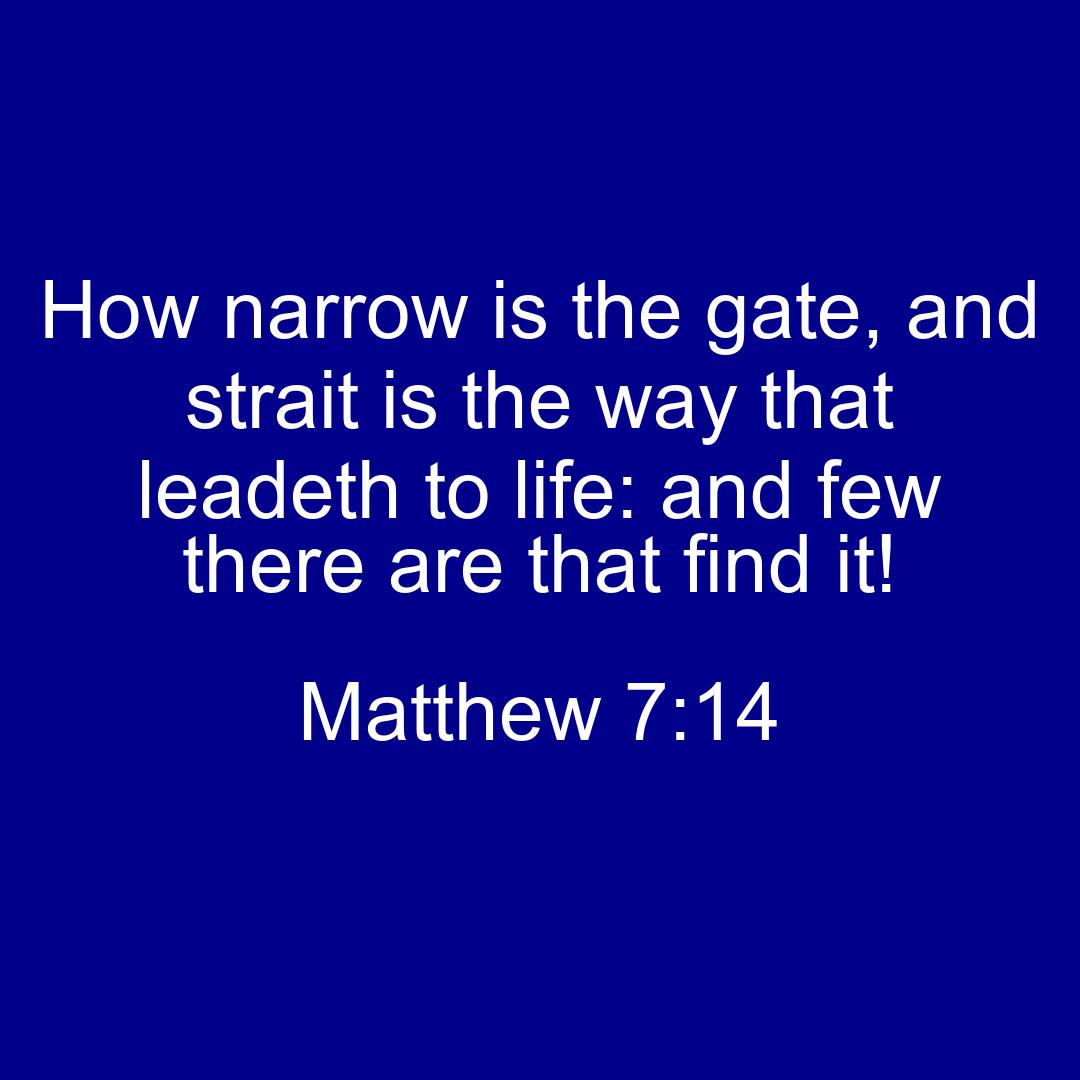 How narrow is the gate, and
strait is the way that
leadeth to life: and few
there are that find it!
Matthew 7:14